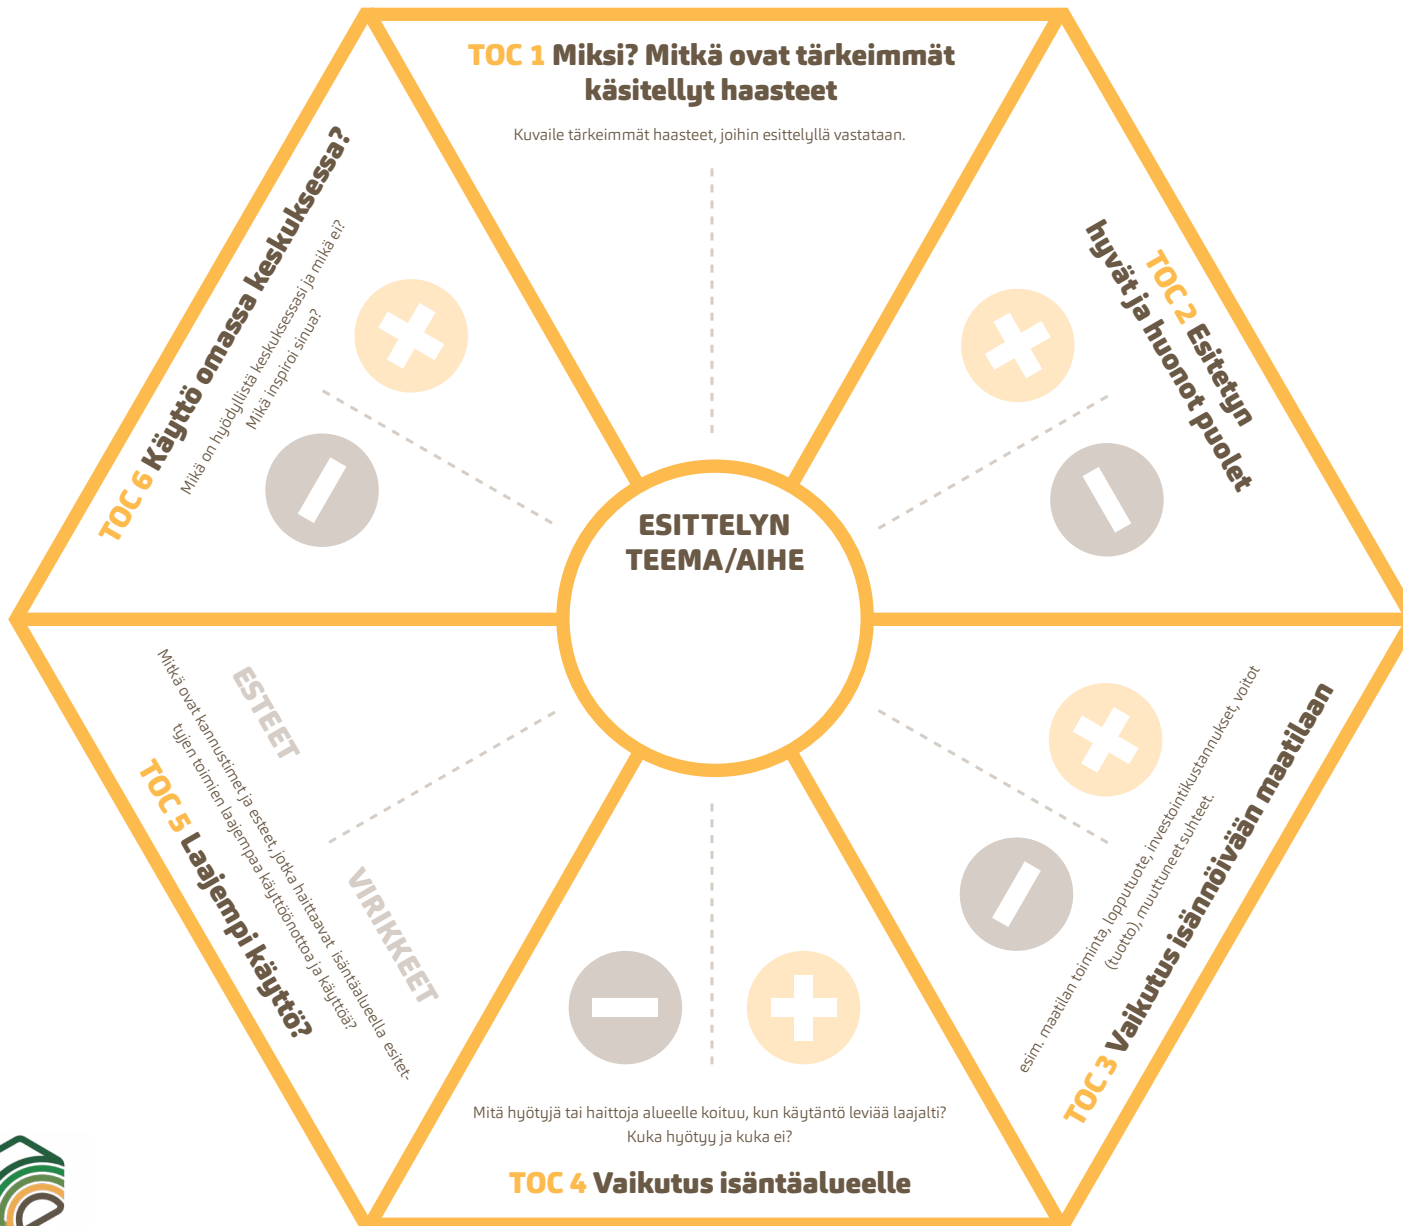 TOC 1 Miksi? Mitkä ovat tärkeimmät
käsitellyt haasteet
Kuvaile tärkeimmät haasteet, joihin esittelyllä vastataan.
TOC 2 Esitetyn
hyvät ja huonot puolet
ESITTELYN
TEEMA/AIHE
esim. maatilan toiminta, lopputuote, investointikustannukset, voitot
(tuotto), muuttuneet suhteet.
TOC 3 Vaikutus isännöivään maatilaan
Mitä hyötyjä tai haittoja alueelle koituu, kun käytäntö leviää laajalti?
Kuka hyötyy ja kuka ei?
TOC 4 Vaikutus isäntäalueelle
ESTEET
VIRIKKEET
Mitkä ovat kannustimet ja esteet, jotka haittaavat isäntäalueella esitet-
tyjen toimien laajempaa käyttöönottoa ja käyttöä?
TOC 5 Laajempi käyttö?
TOC 6 Käyttö omassa keskuksessa?
Mikä on hyödyllistä keskuksessasi ja mikä ei?
Mikä inspiroi sinua?